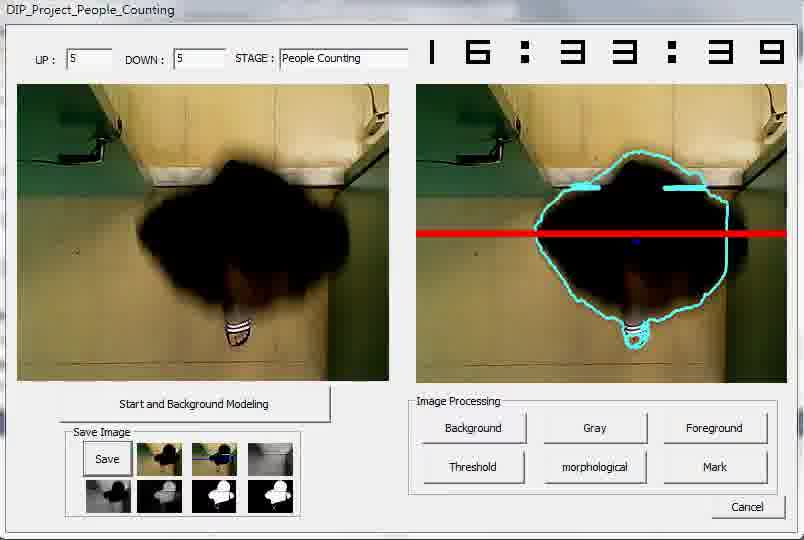 DIP_Project_People_Counting
UP : 5 DOWN : 5 STAGE : People Counting 16:33:39
Start and Background Modeling
Save Image
Save
Image Processing
Background Gray Foreground
Threshold morphological Mark
Cancel